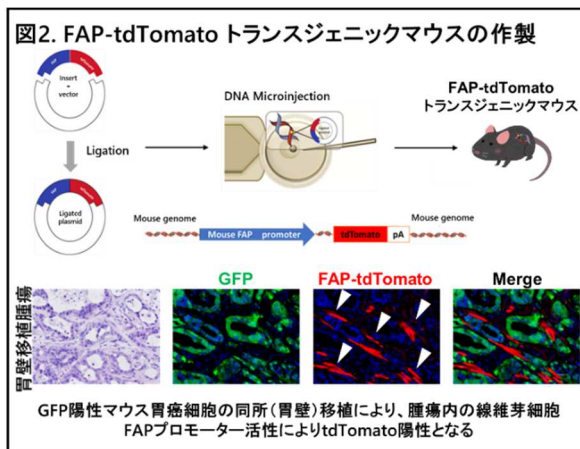 図2. FAP-tdTomato トランスジェニックマウスの作製
Insert
+
vector
Ligation
Ligated
plasmid
DNA Microinjection
FAP-tdTomato
トランスジェニックマウス
Mouse genome
Mouse FAP promoter
tdTomato
pA
Mouse genome
胃壁移植腫瘍
GFP
FAP-tdTomato
Merge
GFP陽性マウス胃癌細胞の同所(胃壁)移植により、腫瘍内の線維芽細胞
FAPプロモーター活性によりtdTomato陽性となる